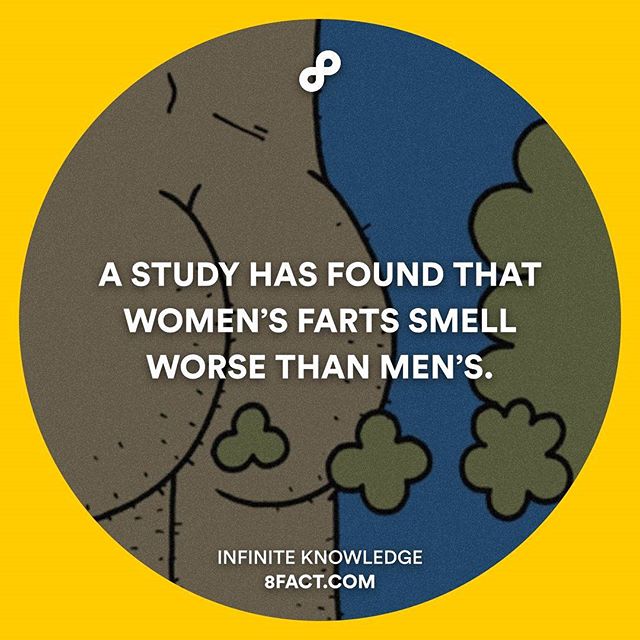 A STUDY HAS FOUND THAT
WOMEN’S FARTS SMELL
WORSE THAN MEN’S.
INFINITE KNOWLEDGE
8FACT.COM